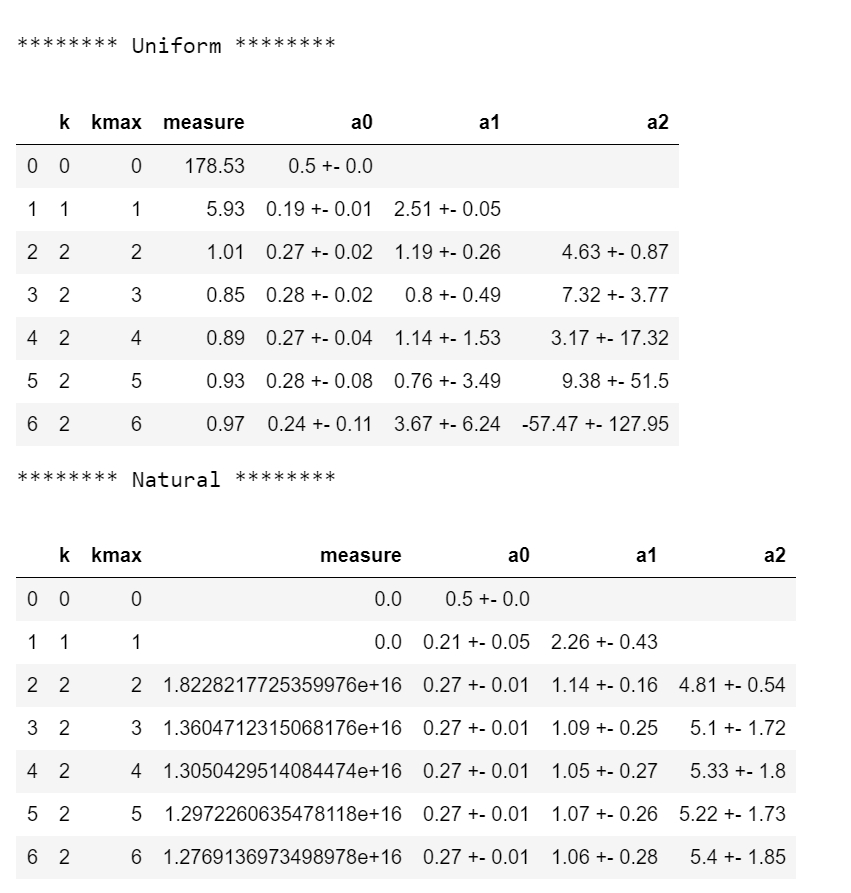 ******** Uniform ********
k kmax measure a0 a1 a2
0 0 0 178.53 0.5 +- 0.0
1 1 1 5.93 0.19 +- 0.01 2.51 +- 0.05
2 2 2 1.01 0.27 +- 0.02 1.19 +- 0.26 4.63 +- 0.87
3 2 3 0.85 0.28 +- 0.02 0.8 +- 0.49 7.32 +- 3.77
4 2 4 0.89 0.27 +- 0.04 1.14 +- 1.53 3.17 +- 17.32
5 2 5 0.93 0.28 +- 0.08 0.76 +- 3.49 9.38 +- 51.5
6 2 6 0.97 0.24 +- 0.11 3.67 +- 6.24 -57.47 +- 127.95
******** Natural ********
k kmax measure a0 a1 a2
0 0 0 0.0 0.5 +- 0.0
1 1 1 0.0 0.21 +- 0.05 2.26 +- 0.43
2 2 2 1.8228217725359976e+16 0.27 +- 0.01 1.14 +- 0.16 4.81 +- 0.54
3 2 3 1.3604712315068176e+16 0.27 +- 0.01 1.09 +- 0.25 5.1 +- 1.72
4 2 4 1.3050429514084474e+16 0.27 +- 0.01 1.05 +- 0.27 5.33 +- 1.8
5 2 5 1.2972260635478118e+16 0.27 +- 0.01 1.07 +- 0.26 5.22 +- 1.73
6 2 6 1.2769136973498978e+16 0.27 +- 0.01 1.06 +- 0.28 5.4 +- 1.85